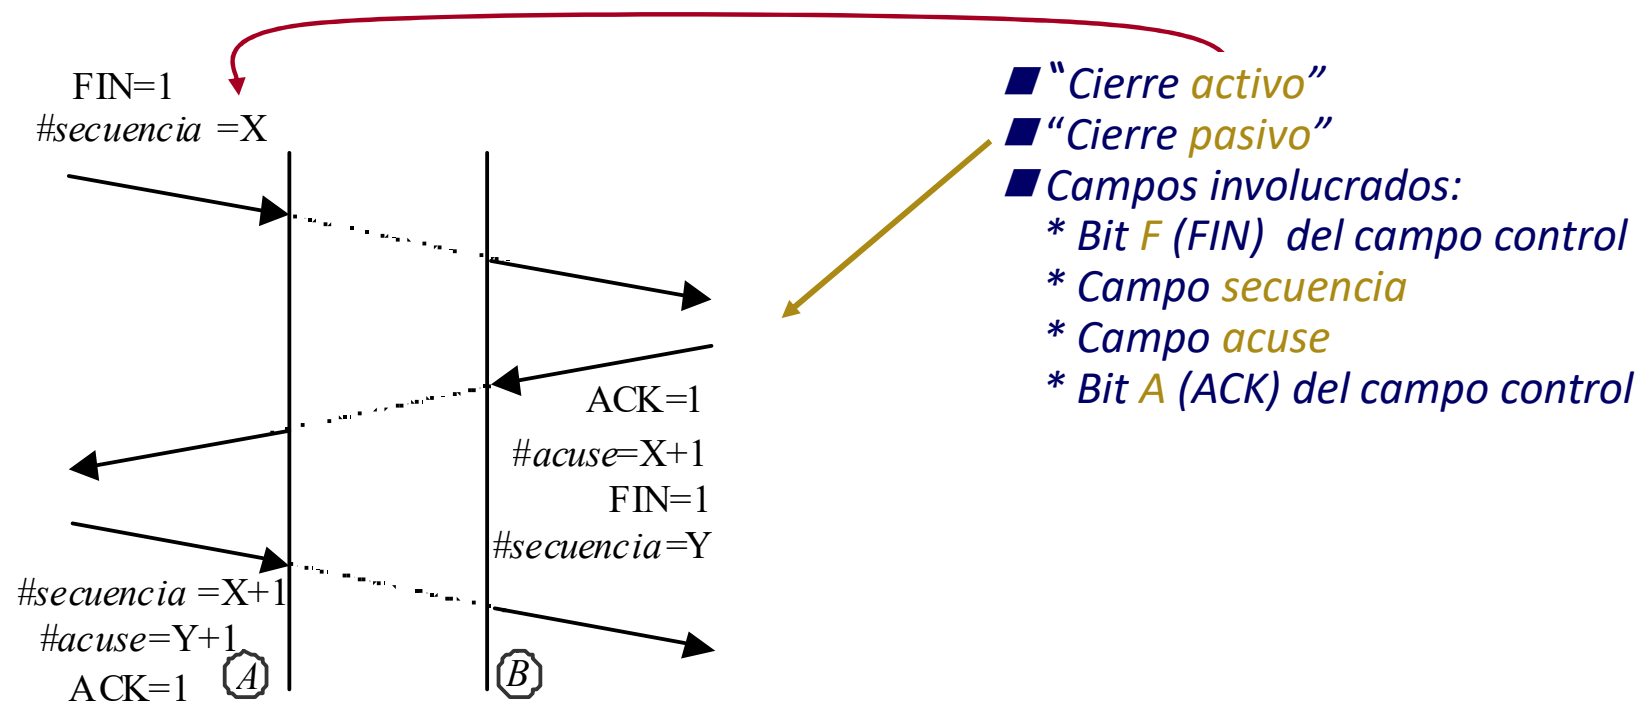 FIN=1
#secuencia =X
ACK=1
#acuse=X+1
FIN=1
#secuencia=Y
#secuencia =X+1
#acuse=Y+1
ACK=1
A
B
“Cierre activo”
“Cierre pasivo”
Campos involucrados:
* Bit F (FIN) del campo control
* Campo secuencia
* Campo acuse
* Bit A (ACK) del campo control